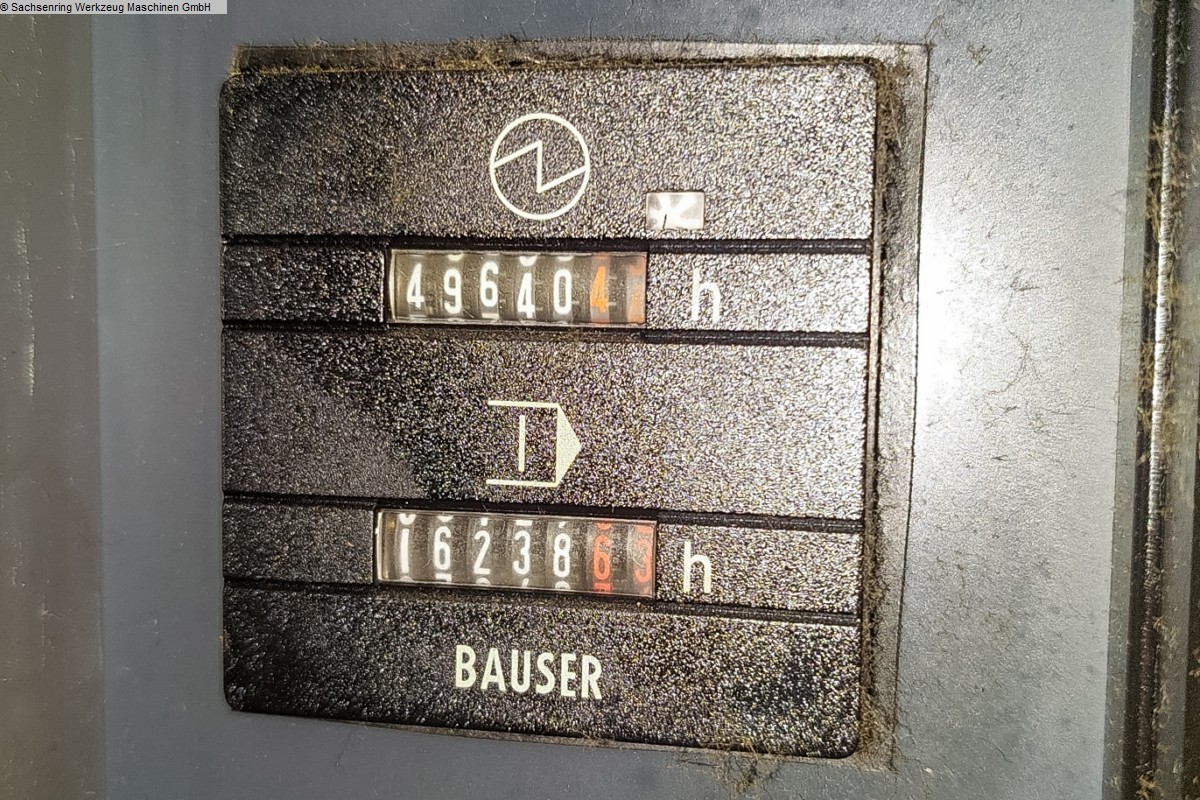 © Sachsenring Werkzeug Maschinen GmbH
496404 h
162386 h
BAUSER